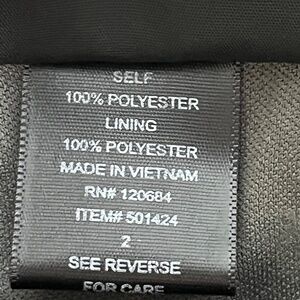 SELF
100% POLYESTER
LINING
100% POLYESTER
MADE IN VIETNAM
RN# 120684
ITEM# 501424
2
SEE REVERSE
FOR CARE